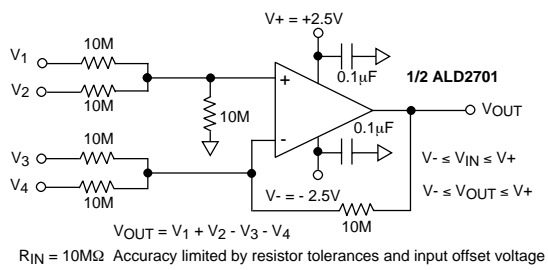 V+ = +2.5V
V1
10M
V2
10M
10M
+
-
0.1μF
1/2 ALD2701
VOUT
0.1μF
V3
10M
V4
10M
V- = - 2.5V
10M
V- ≤ VIN ≤ V+
V- ≤ VOUT ≤ V+
VOUT = V1 + V2 - V3 - V4
RIN = 10MΩ Accuracy limited by resistor tolerances and input offset voltage